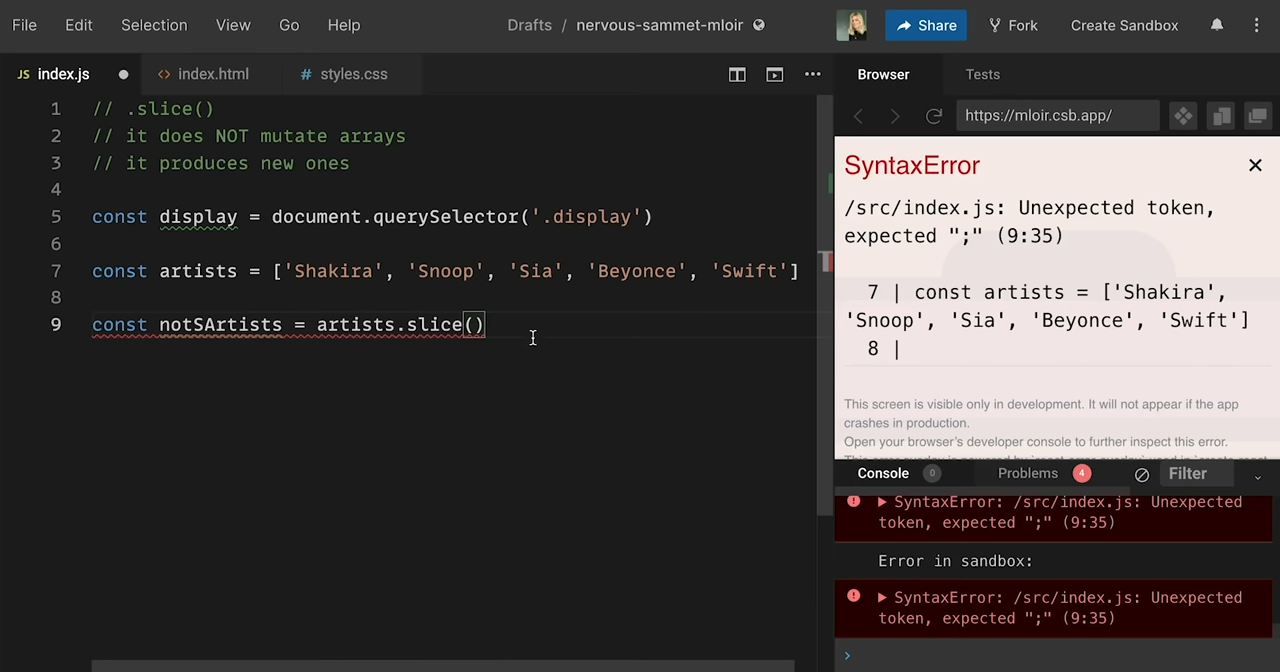 File Edit Selection View Go Help Drafts / nervous-sammet-mloir Share Fork Create Sandbox
JS index.js <> index.html # styles.css ••• Browser Tests
https://mloir.csb.app/
1 // .slice()
2 // it does NOT mutate arrays
3 // it produces new ones
4
5 const display = document.querySelector('.display')
6
7 const artists = ['Shakira', 'Snoop', 'Sia', 'Beyonce', 'Swift']
8
9 const notSArtists = artists.slice()
SyntaxError
/src/index.js: Unexpected token,
expected ";" (9:35)
7 | const artists = ['Shakira',
'Snoop', 'Sia', 'Beyonce', 'Swift']
8 |
This screen is visible only in development. It will not appear if the app
crashes in production.
Open your browser's developer console to further inspect this error.
Console 0 Problems 4 Filter
▶ SyntaxError: /src/index.js: Unexpected
token, expected ";" (9:35)
Error in sandbox:
▶ SyntaxError: /src/index.js: Unexpected
token, expected ";" (9:35)
›